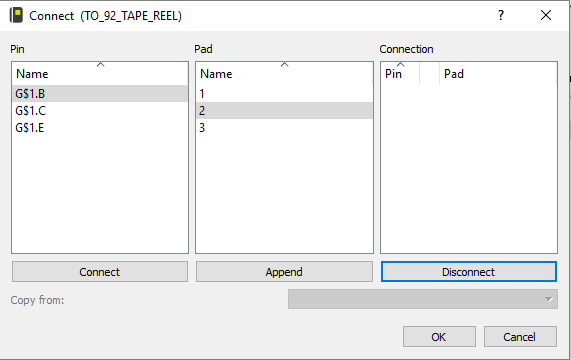 Connect (TO_92_TAPE_REEL)
?
Pin
Pad
Connection
Name
Name
Pin
Pad
G$1.B
1
G$1.C
2
G$1.E
3
Connect
Append
Disconnect
Copy from:
OK
Cancel